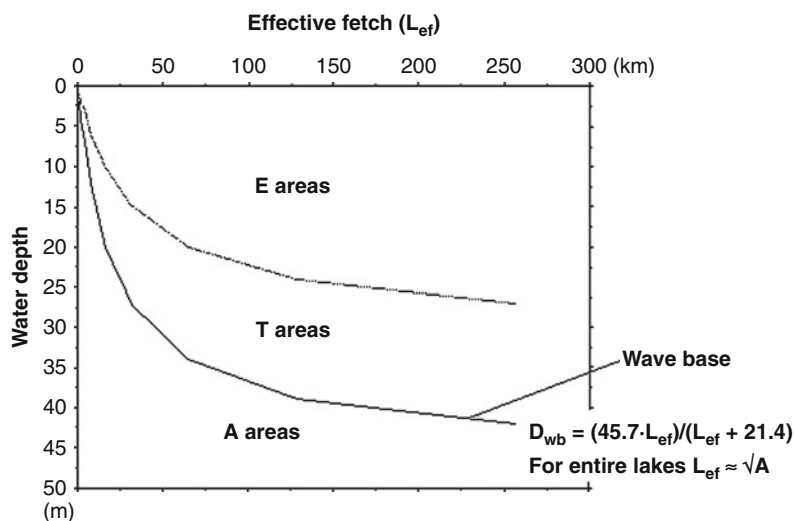 Effective fetch (Lef)
0 50 100 150 200 250 300 (km)
0
5
10
15
20
25
30
35
40
45
50
(m)
Water depth
E areas
T areas
A areas
Wave base
Dwb = (45.7·Lef)/(Lef + 21.4)
For entire lakes Lef ≈ √A